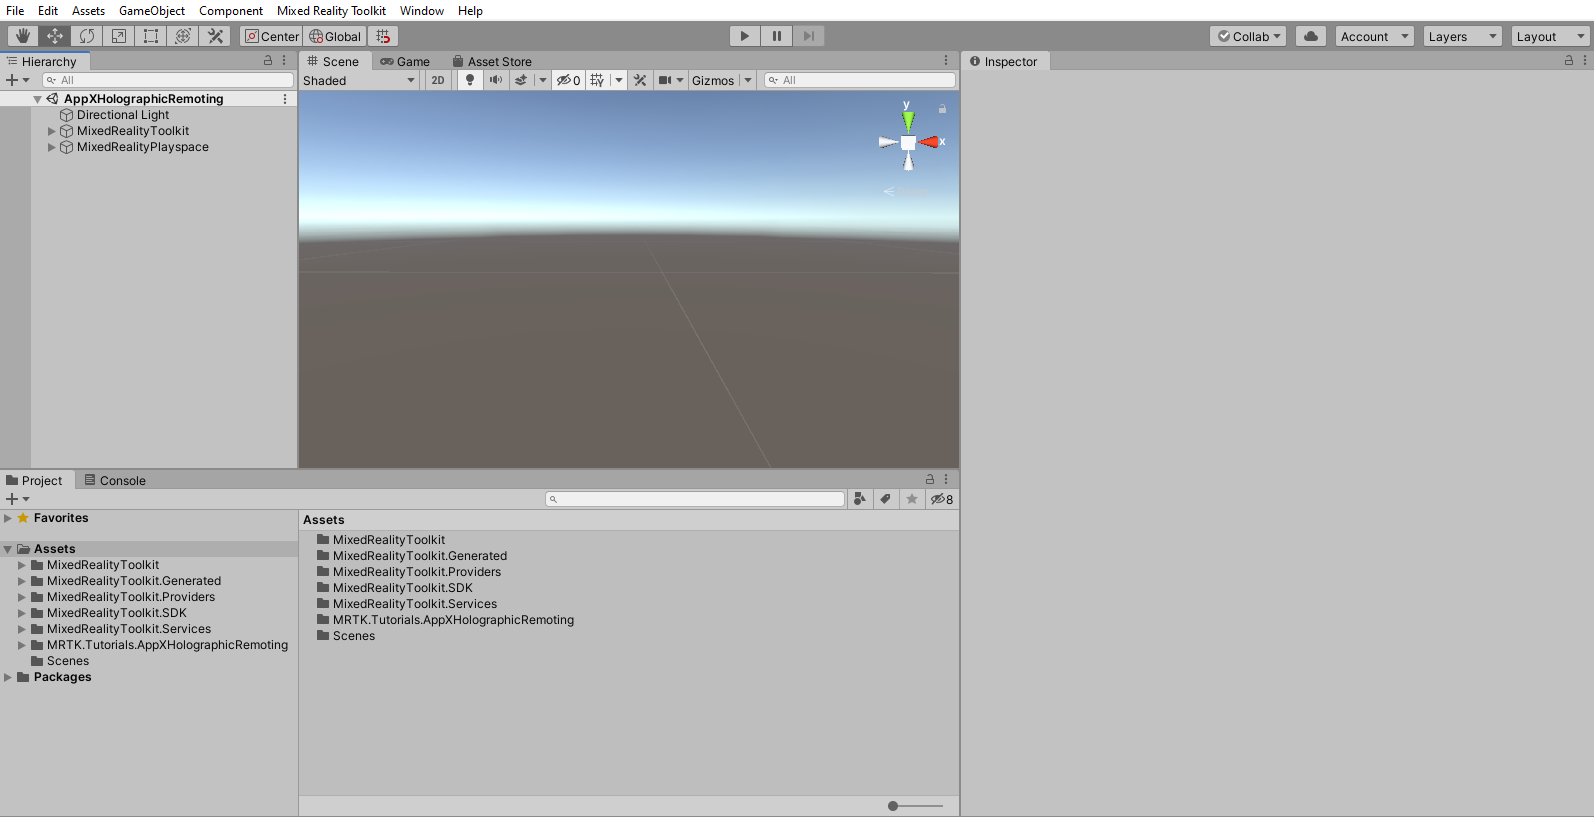 File Edit Assets GameObject Component Mixed Reality Toolkit Window Help
Center Global Collab Account Layers Layout
Hierarchy
All
AppXHolographicRemoting
Directional Light
MixedRealityToolkit
MixedRealityPlayspace
Scene Game Asset Store
Shaded 2D 0 Gizmos All
y
x
Inspector
Project Console
8
Favorites
Assets
MixedRealityToolkit
MixedRealityToolkit.Generated
MixedRealityToolkit.Providers
MixedRealityToolkit.SDK
MixedRealityToolkit.Services
MRTK.Tutorials.AppXHolographicRemoting
Scenes
Packages
Assets
MixedRealityToolkit
MixedRealityToolkit.Generated
MixedRealityToolkit.Providers
MixedRealityToolkit.SDK
MixedRealityToolkit.Services
MRTK.Tutorials.AppXHolographicRemoting
Scenes